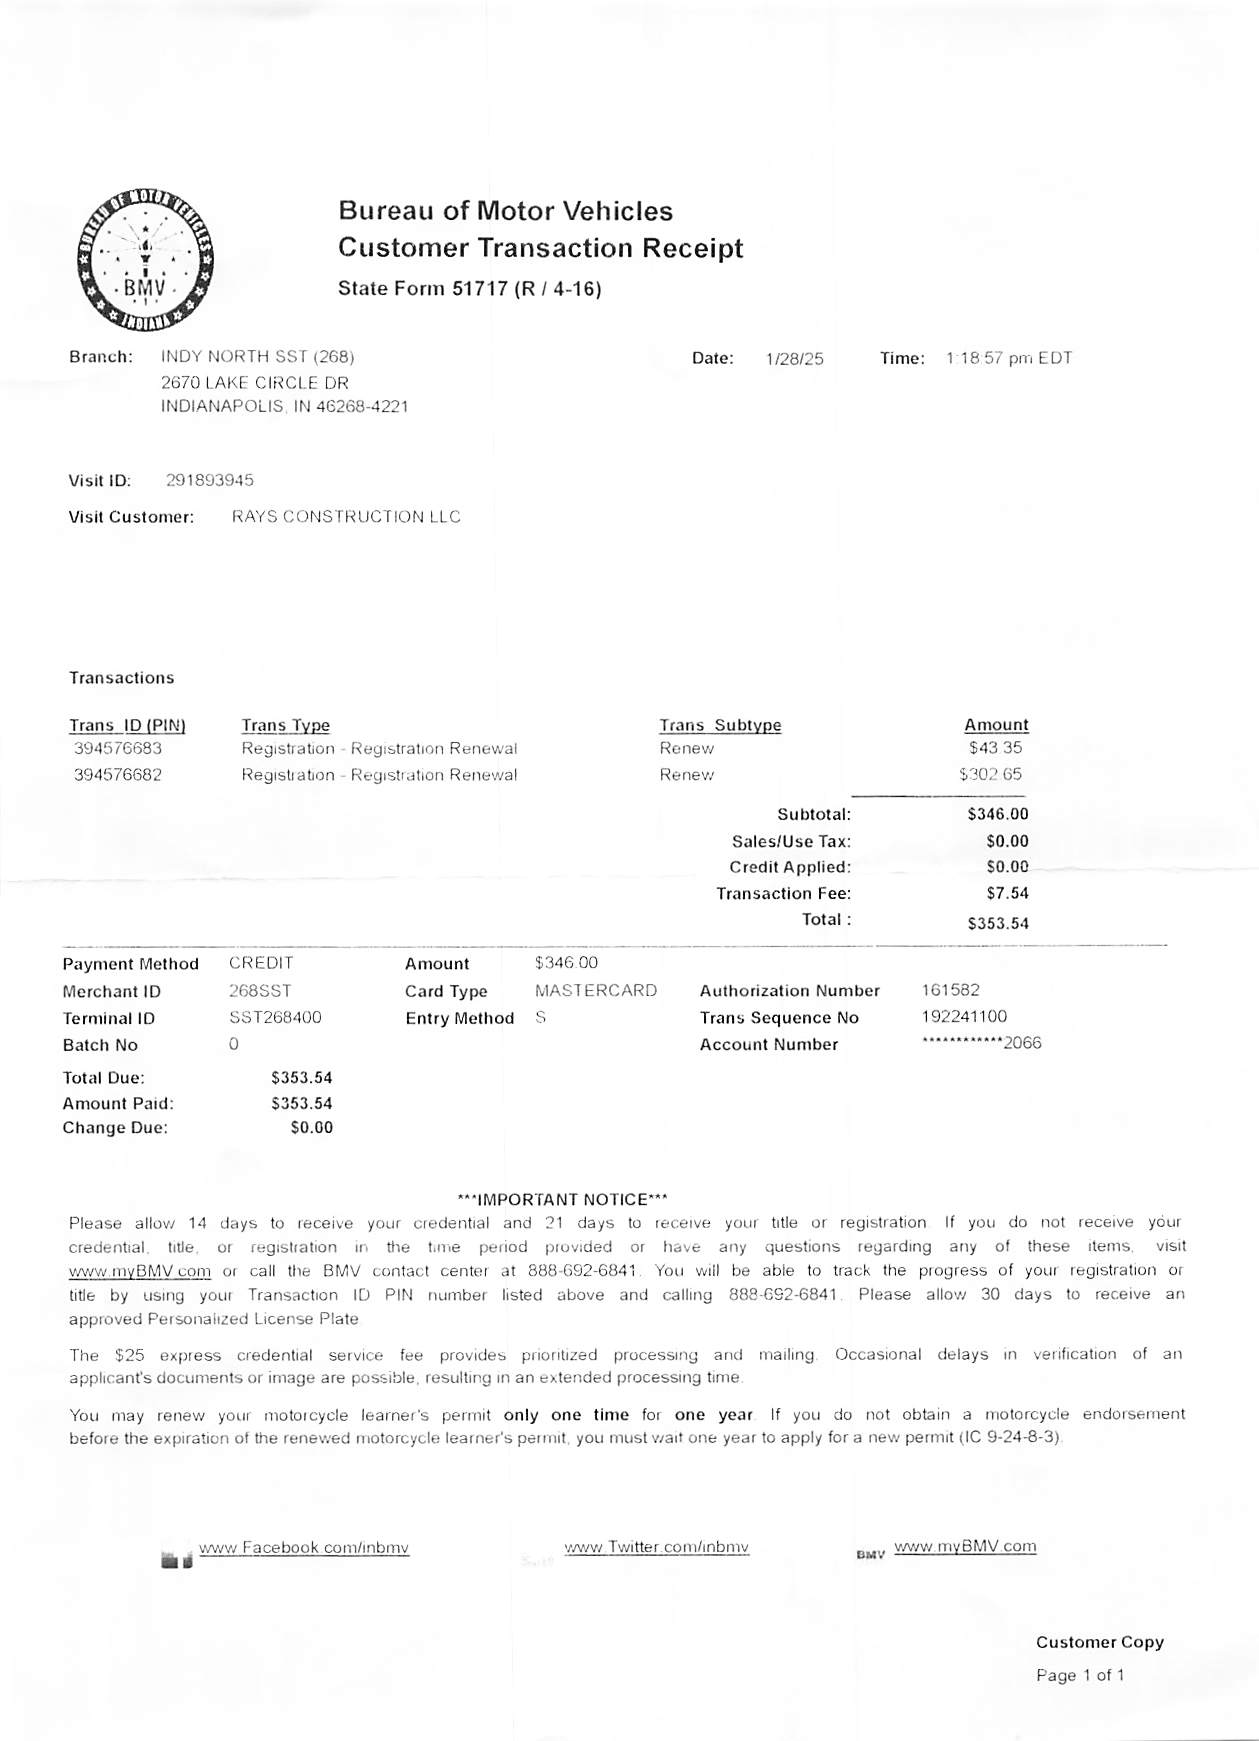 BUREAU OF MOTOR VEHICLES
BMV
INDIANA
Bureau of Motor Vehicles
Customer Transaction Receipt
State Form 51717 (R / 4-16)
Branch: INDY NORTH SST (268) Date: 1/28/25 Time: 1:18:57 pm EDT
2670 LAKE CIRCLE DR
INDIANAPOLIS, IN 46268-4221
Visit ID: 291893945
Visit Customer: RAYS CONSTRUCTION LLC
Transactions
Trans ID (PIN) Trans Type Trans Subtype Amount
394576683 Registration - Registration Renewal Renew $43.35
394576682 Registration - Registration Renewal Renew $302.65
Subtotal: $346.00
Sales/Use Tax: $0.00
Credit Applied: $0.00
Transaction Fee: $7.54
Total : $353.54
Payment Method CREDIT Amount $346.00
Merchant ID 268SST Card Type MASTERCARD Authorization Number 161582
Terminal ID SST268400 Entry Method S Trans Sequence No 192241100
Batch No 0 Account Number ************2066
Total Due: $353.54
Amount Paid: $353.54
Change Due: $0.00
***IMPORTANT NOTICE***
Please allow 14 days to receive your credential and 21 days to receive your title or registration. If you do not receive your
credential, title, or registration in the time period provided or have any questions regarding any of these items, visit
www.myBMV.com or call the BMV contact center at 888-692-6841. You will be able to track the progress of your registration or
title by using your Transaction ID PIN number listed above and calling 888-692-6841. Please allow 30 days to receive an
approved Personalized License Plate.
The $25 express credential service fee provides prioritized processing and mailing. Occasional delays in verification of an
applicant's documents or image are possible, resulting in an extended processing time.
You may renew your motorcycle learner's permit only one time for one year. If you do not obtain a motorcycle endorsement
before the expiration of the renewed motorcycle learner's permit, you must wait one year to apply for a new permit (IC 9-24-8-3).
www.Facebook.com/inbmv www.Twitter.com/inbmv BMV www.myBMV.com
Customer Copy
Page 1 of 1